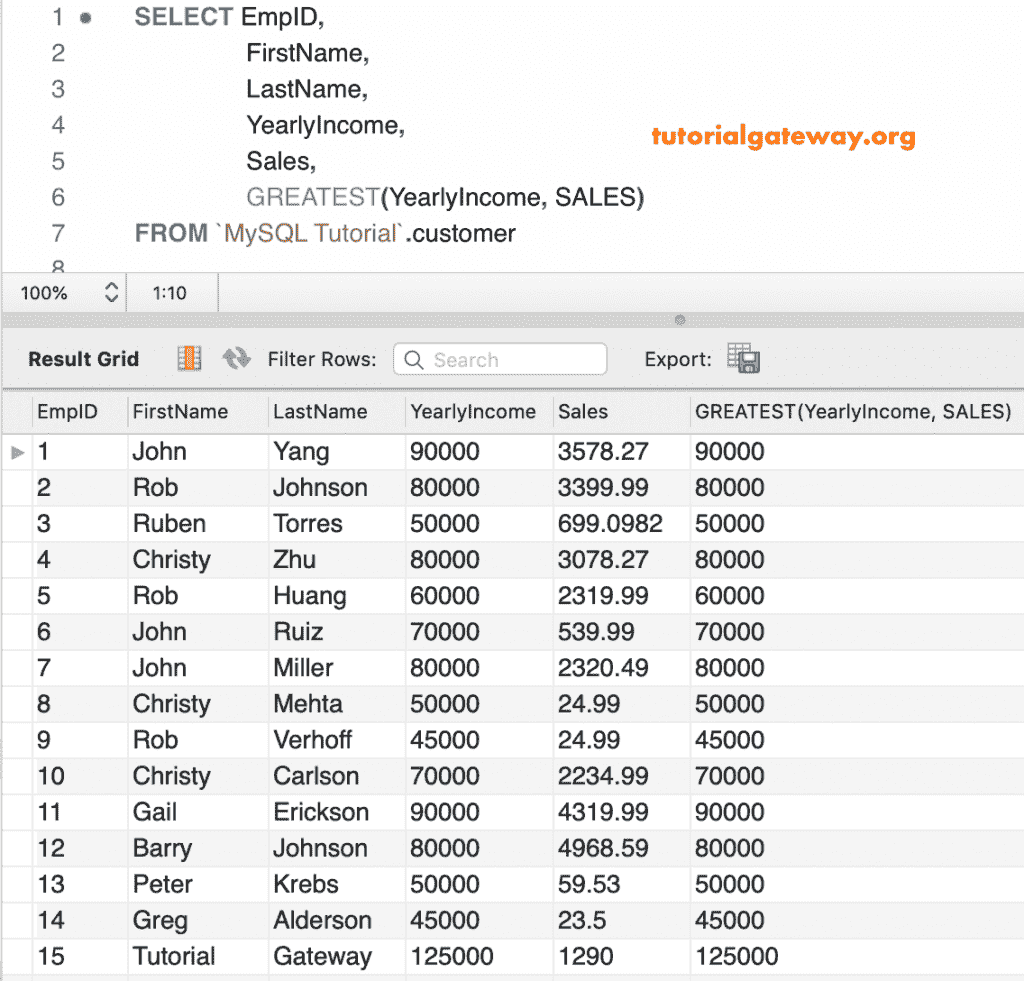 1 SELECT EmpID,
2 FirstName,
3 LastName,
4 YearlyIncome,
tutorialgateway.org
5 Sales,
6 GREATEST(YearlyIncome, SALES)
7 FROM `MySQL Tutorial`.customer
8
100% 1:10
Result Grid Filter Rows: Search Export:
EmpID FirstName LastName YearlyIncome Sales GREATEST(YearlyIncome, SALES)
1 John Yang 90000 3578.27 90000
2 Rob Johnson 80000 3399.99 80000
3 Ruben Torres 50000 699.0982 50000
4 Christy Zhu 80000 3078.27 80000
5 Rob Huang 60000 2319.99 60000
6 John Ruiz 70000 539.99 70000
7 John Miller 80000 2320.49 80000
8 Christy Mehta 50000 24.99 50000
9 Rob Verhoff 45000 24.99 45000
10 Christy Carlson 70000 2234.99 70000
11 Gail Erickson 90000 4319.99 90000
12 Barry Johnson 80000 4968.59 80000
13 Peter Krebs 50000 59.53 50000
14 Greg Alderson 45000 23.5 45000
15 Tutorial Gateway 125000 1290 125000